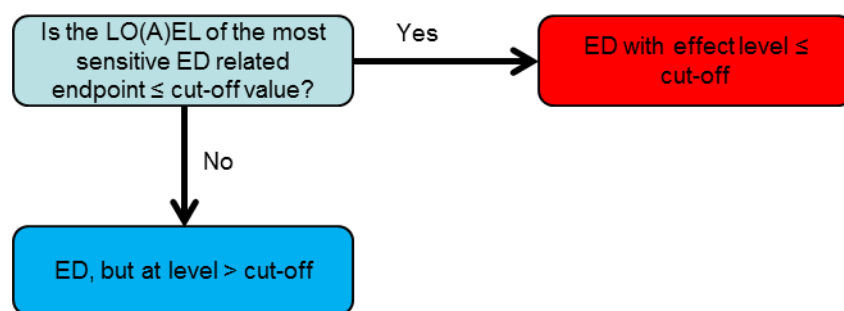 Is the LO(A)EL of the most
sensitive ED related
endpoint ≤ cut-off value?
Yes
ED with effect level ≤
cut-off
No
ED, but at level > cut-off